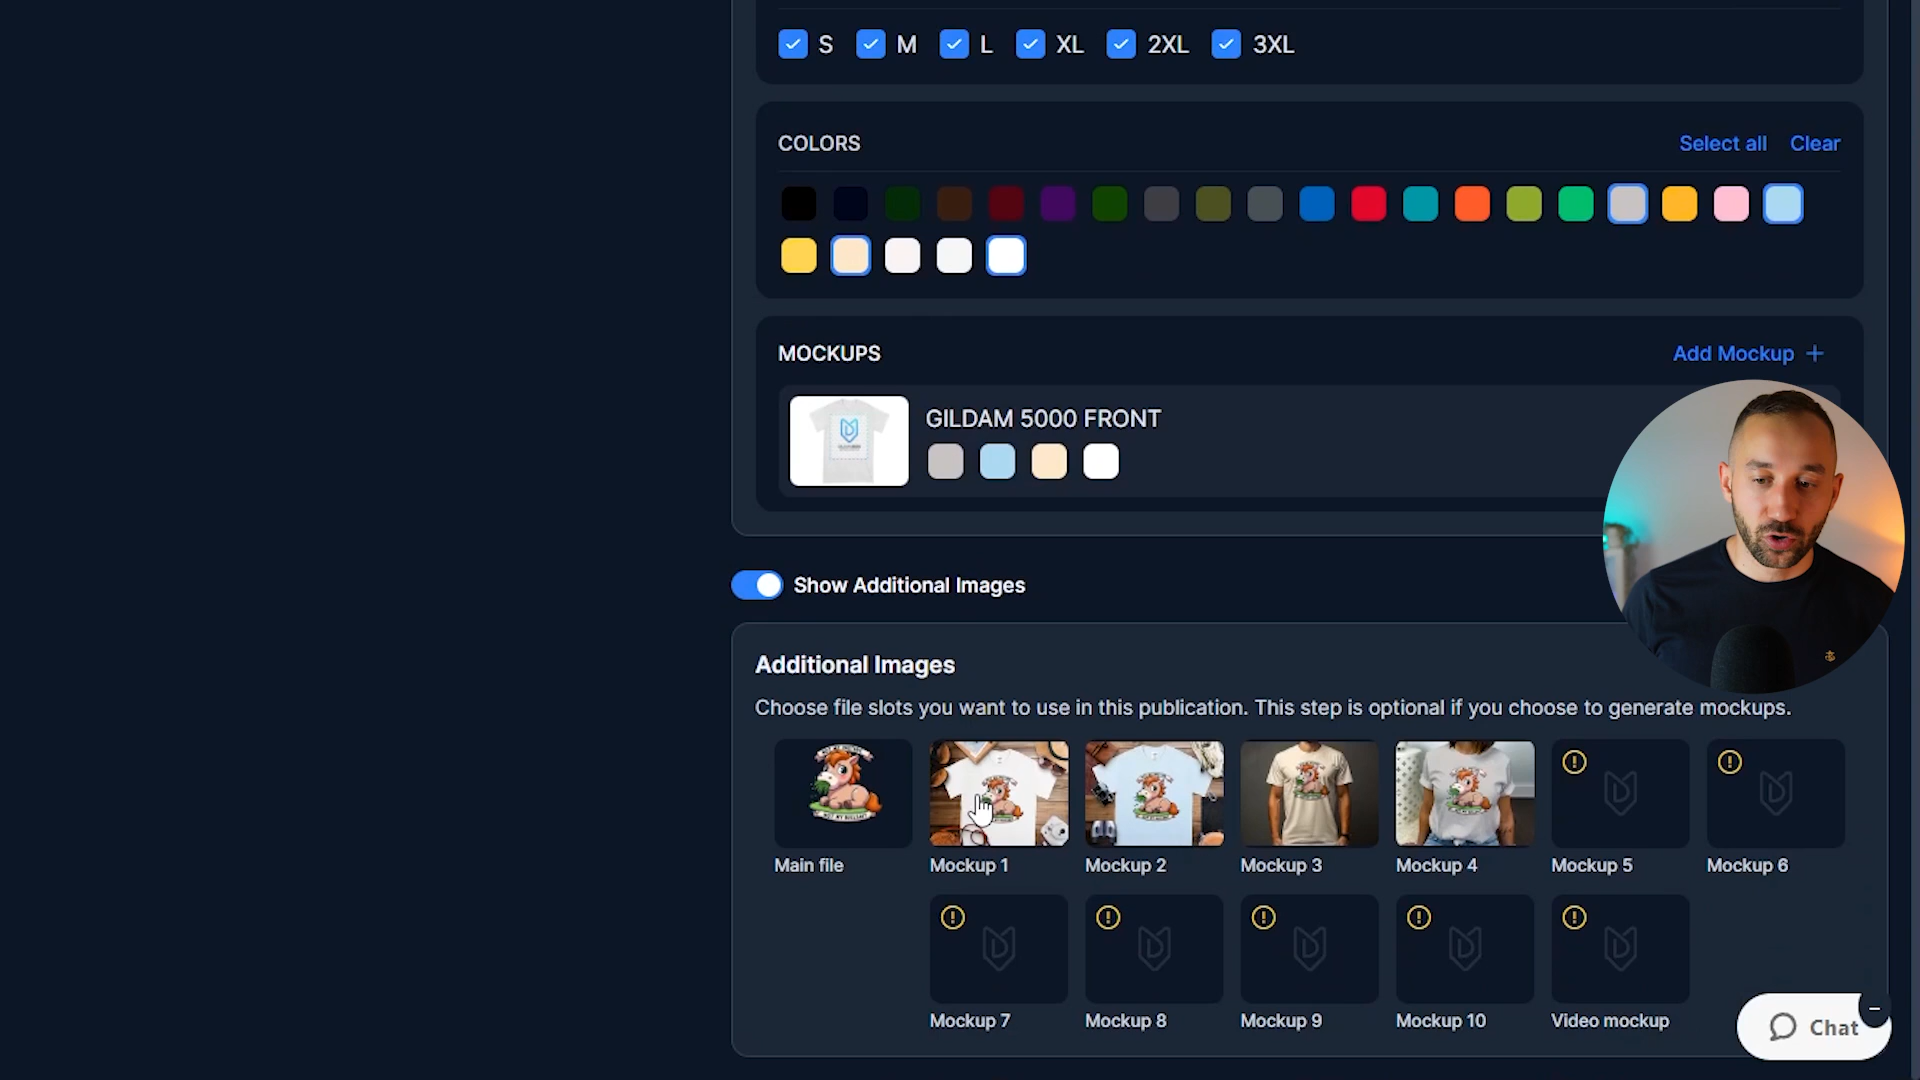 S M L XL 2XL 3XL
COLORS Select all Clear
MOCKUPS Add Mockup +
GILDAM 5000 FRONT
Show Additional Images
Additional Images
Choose file slots you want to use in this publication. This step is optional if you choose to generate mockups.
Main file Mockup 1 Mockup 2 Mockup 3 Mockup 4 Mockup 5 Mockup 6
Mockup 7 Mockup 8 Mockup 9 Mockup 10 Video mockup
Chat